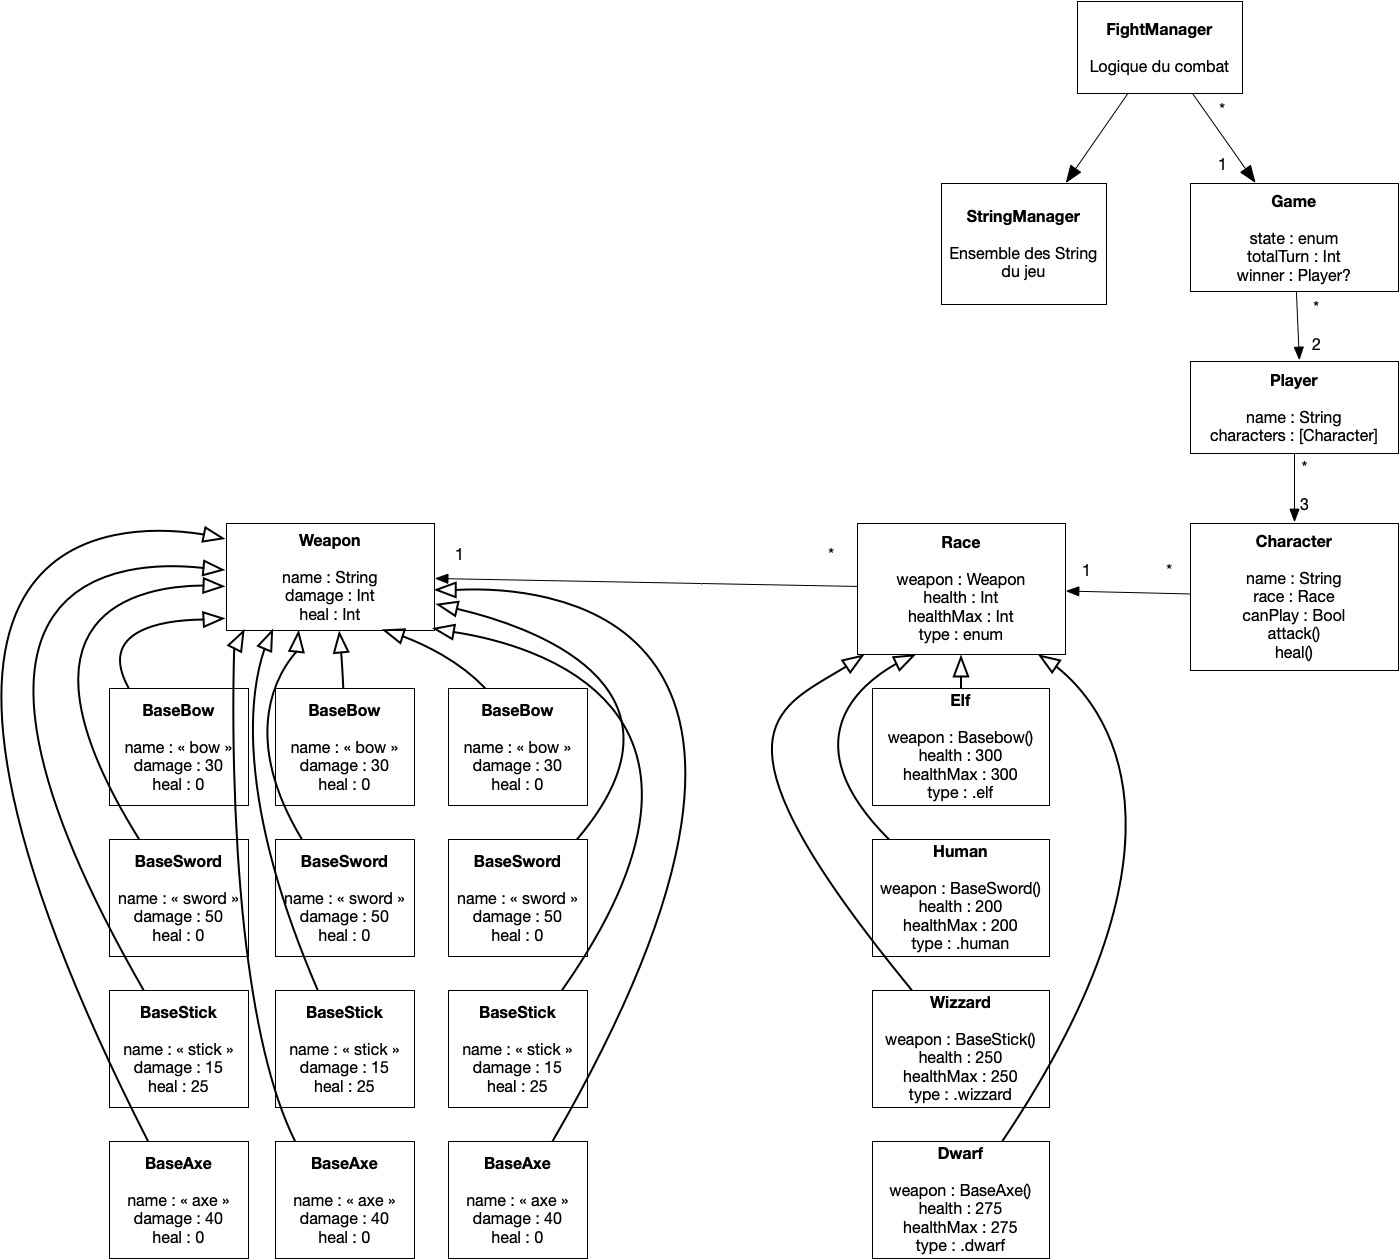 FightManager
Logique du combat
*
1
StringManager
Ensemble des String
du jeu
Game
state : enum
totalTurn : Int
winner : Player?
*
2
Player
name : String
characters : [Character]
*
3
Weapon
name : String
damage : Int
heal : Int
1
*
Race
weapon : Weapon
health : Int
healthMax : Int
type : enum
1
*
Character
name : String
race : Race
canPlay : Bool
attack()
heal()
BaseBow
name : « bow »
damage : 30
heal : 0
BaseBow
name : « bow »
damage : 30
heal : 0
BaseBow
name : « bow »
damage : 30
heal : 0
Elf
weapon : Basebow()
health : 300
healthMax : 300
type : .elf
BaseSword
name : « sword »
damage : 50
heal : 0
BaseSword
name : « sword »
damage : 50
heal : 0
BaseSword
name : « sword »
damage : 50
heal : 0
Human
weapon : BaseSword()
health : 200
healthMax : 200
type : .human
BaseStick
name : « stick »
damage : 15
heal : 25
BaseStick
name : « stick »
damage : 15
heal : 25
BaseStick
name : « stick »
damage : 15
heal : 25
Wizzard
weapon : BaseStick()
health : 250
healthMax : 250
type : .wizzard
BaseAxe
name : « axe »
damage : 40
heal : 0
BaseAxe
name : « axe »
damage : 40
heal : 0
BaseAxe
name : « axe »
damage : 40
heal : 0
Dwarf
weapon : BaseAxe()
health : 275
healthMax : 275
type : .dwarf